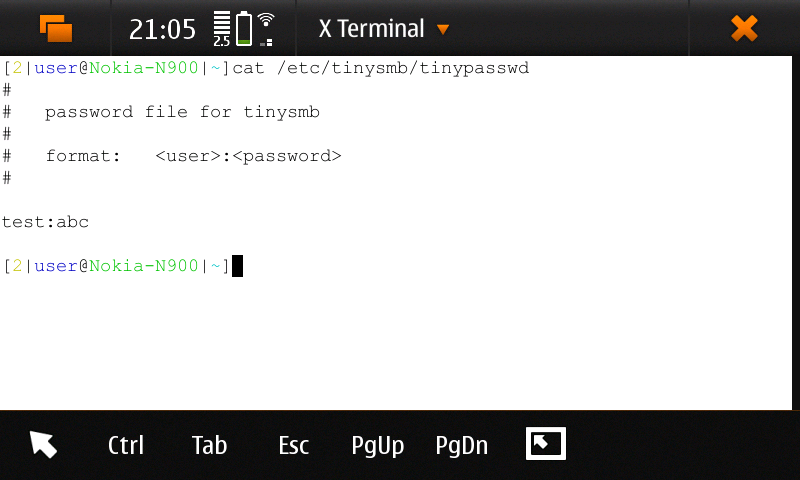 21:05 2.5 X Terminal
[2|user@Nokia-N900|~]cat /etc/tinysmb/tinypasswd
#
#   password file for tinysmb
#
#   format:   <user>:<password>
#
test:abc
[2|user@Nokia-N900|~]
Ctrl Tab Esc PgUp PgDn